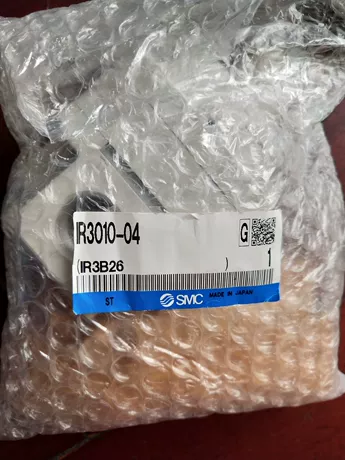 IR3010-04
G
(IR3B26 ) 1
ST SMC MADE IN JAPAN